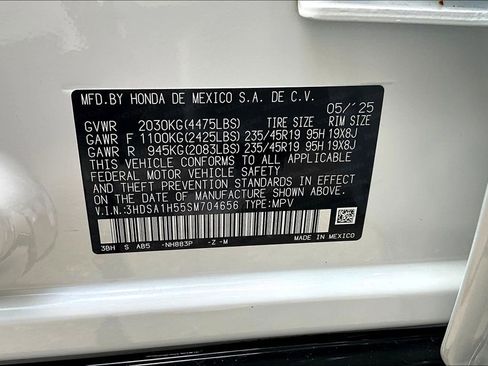 MFD.BY HONDA DE MEXICO S.A. DE C.V.
05/'25
GVWR 2030KG(4475LBS) TIRE SIZE RIM SIZE
GAWR F 1100KG(2425LBS) 235/45R19 95H 19X8J
GAWR R 945KG(2083LBS) 235/45R19 95H 19X8J
THIS VEHICLE CONFORMS TO ALL APPLICABLE
FEDERAL MOTOR VEHICLE SAFETY
AND THEFT PREVENTION STANDARDS IN EFFECT
ON THE DATE OF MANUFACTURE SHOWN ABOVE.
V.I.N.:3HDSA1H55SM704656 TYPE:MPV
3BH S AB5 -NH883P -Z -M
MADE IN MEXICO